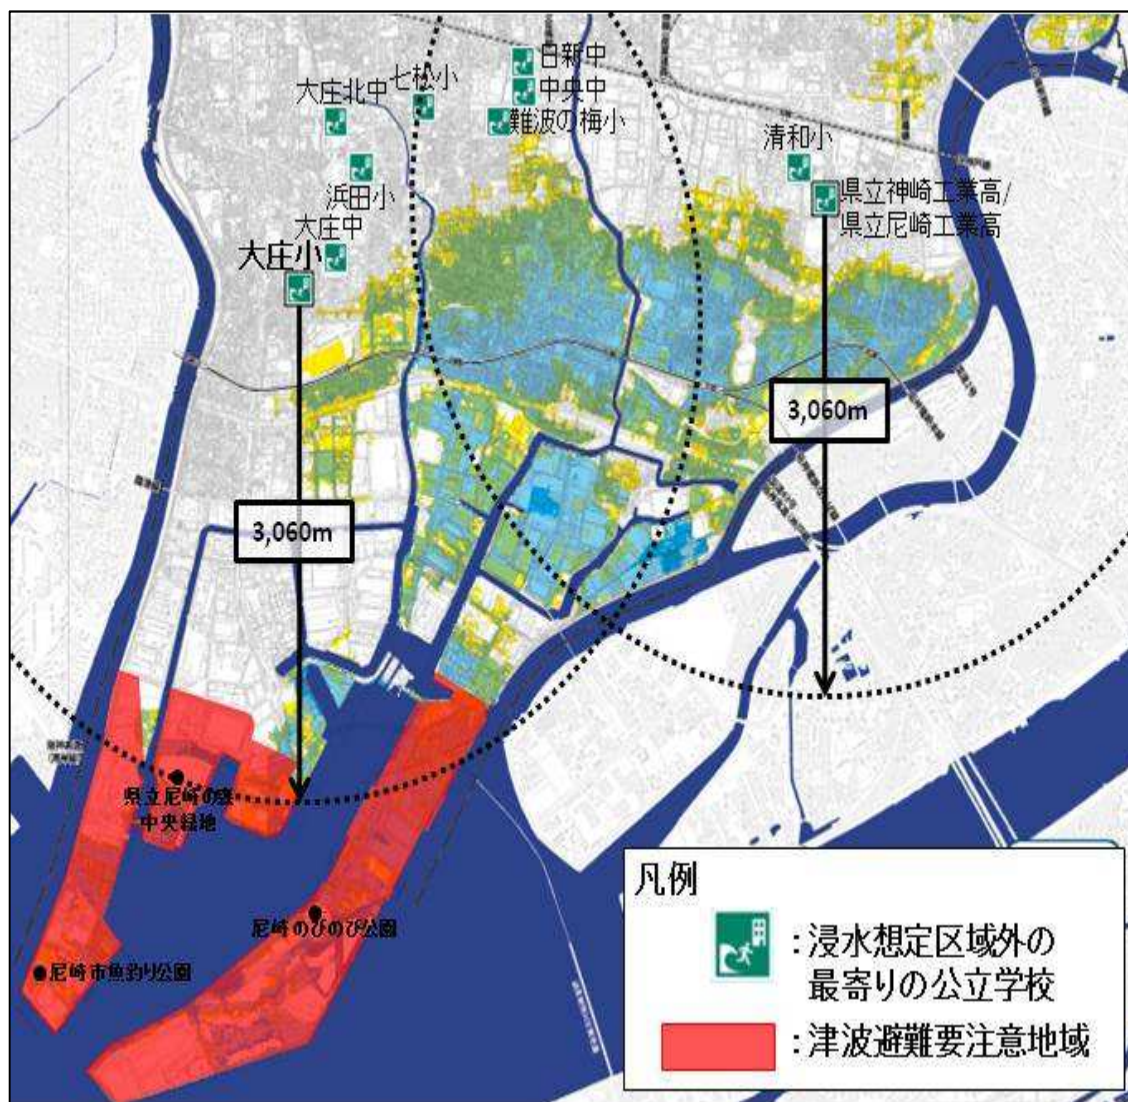 日新中
七松小
大庄北中
中央中
難波の梅小
清和小
浜田小
県立神崎工業高/
県立尼崎工業高
大庄中
大庄小
3,060m
3,060m
県立尼崎の森
中央緑地
尼崎のびのび公園
尼崎市魚釣り公園
凡例
:浸水想定区域外の
最寄りの公立学校
:津波避難要注意地域